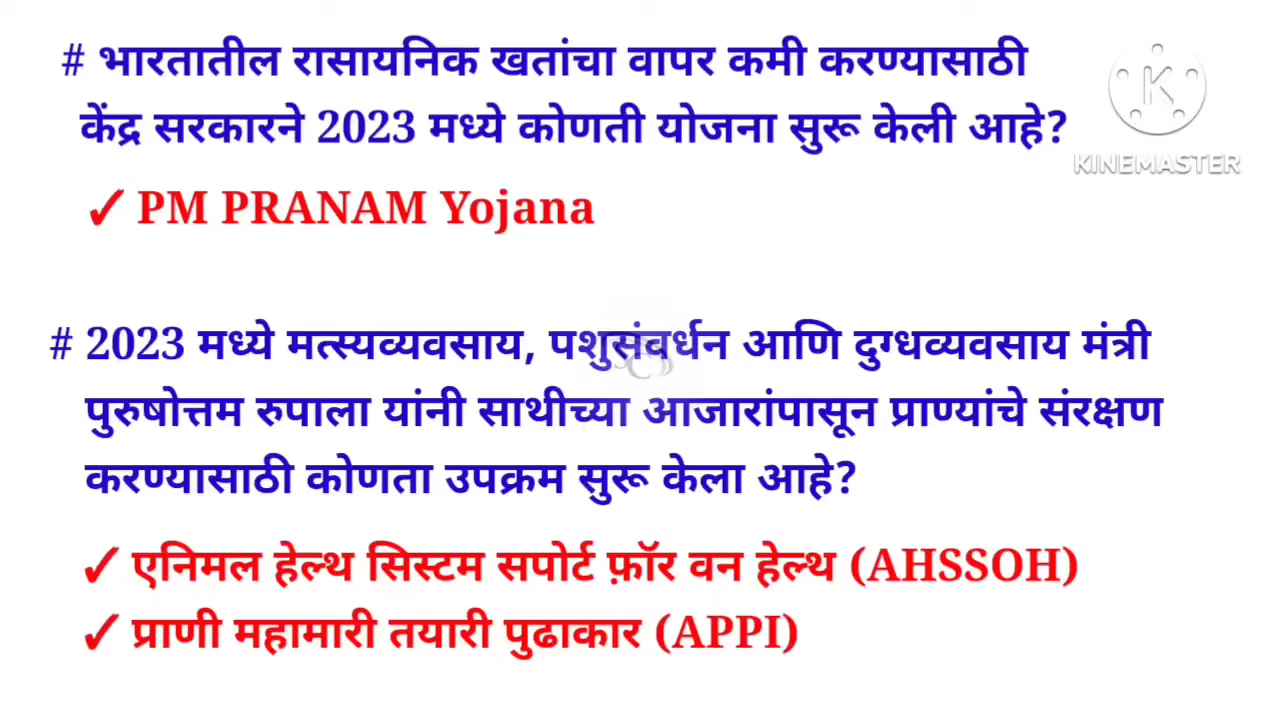 # भारतातील रासायनिक खतांचा वापर कमी करण्यासाठी
केंद्र सरकारने 2023 मध्ये कोणती योजना सुरू केली आहे?
K
KINEMASTER
✓ PM PRANAM Yojana
# 2023 मध्ये मत्स्यव्यवसाय, पशुसंवर्धन आणि दुग्धव्यवसाय मंत्री
पुरुषोत्तम रुपाला यांनी साथीच्या आजारांपासून प्राण्यांचे संरक्षण
करण्यासाठी कोणता उपक्रम सुरू केला आहे?
✓ एनिमल हेल्थ सिस्टम सपोर्ट फ़ॉर वन हेल्थ (AHSSOH)
✓ प्राणी महामारी तयारी पुढाकार (APPI)